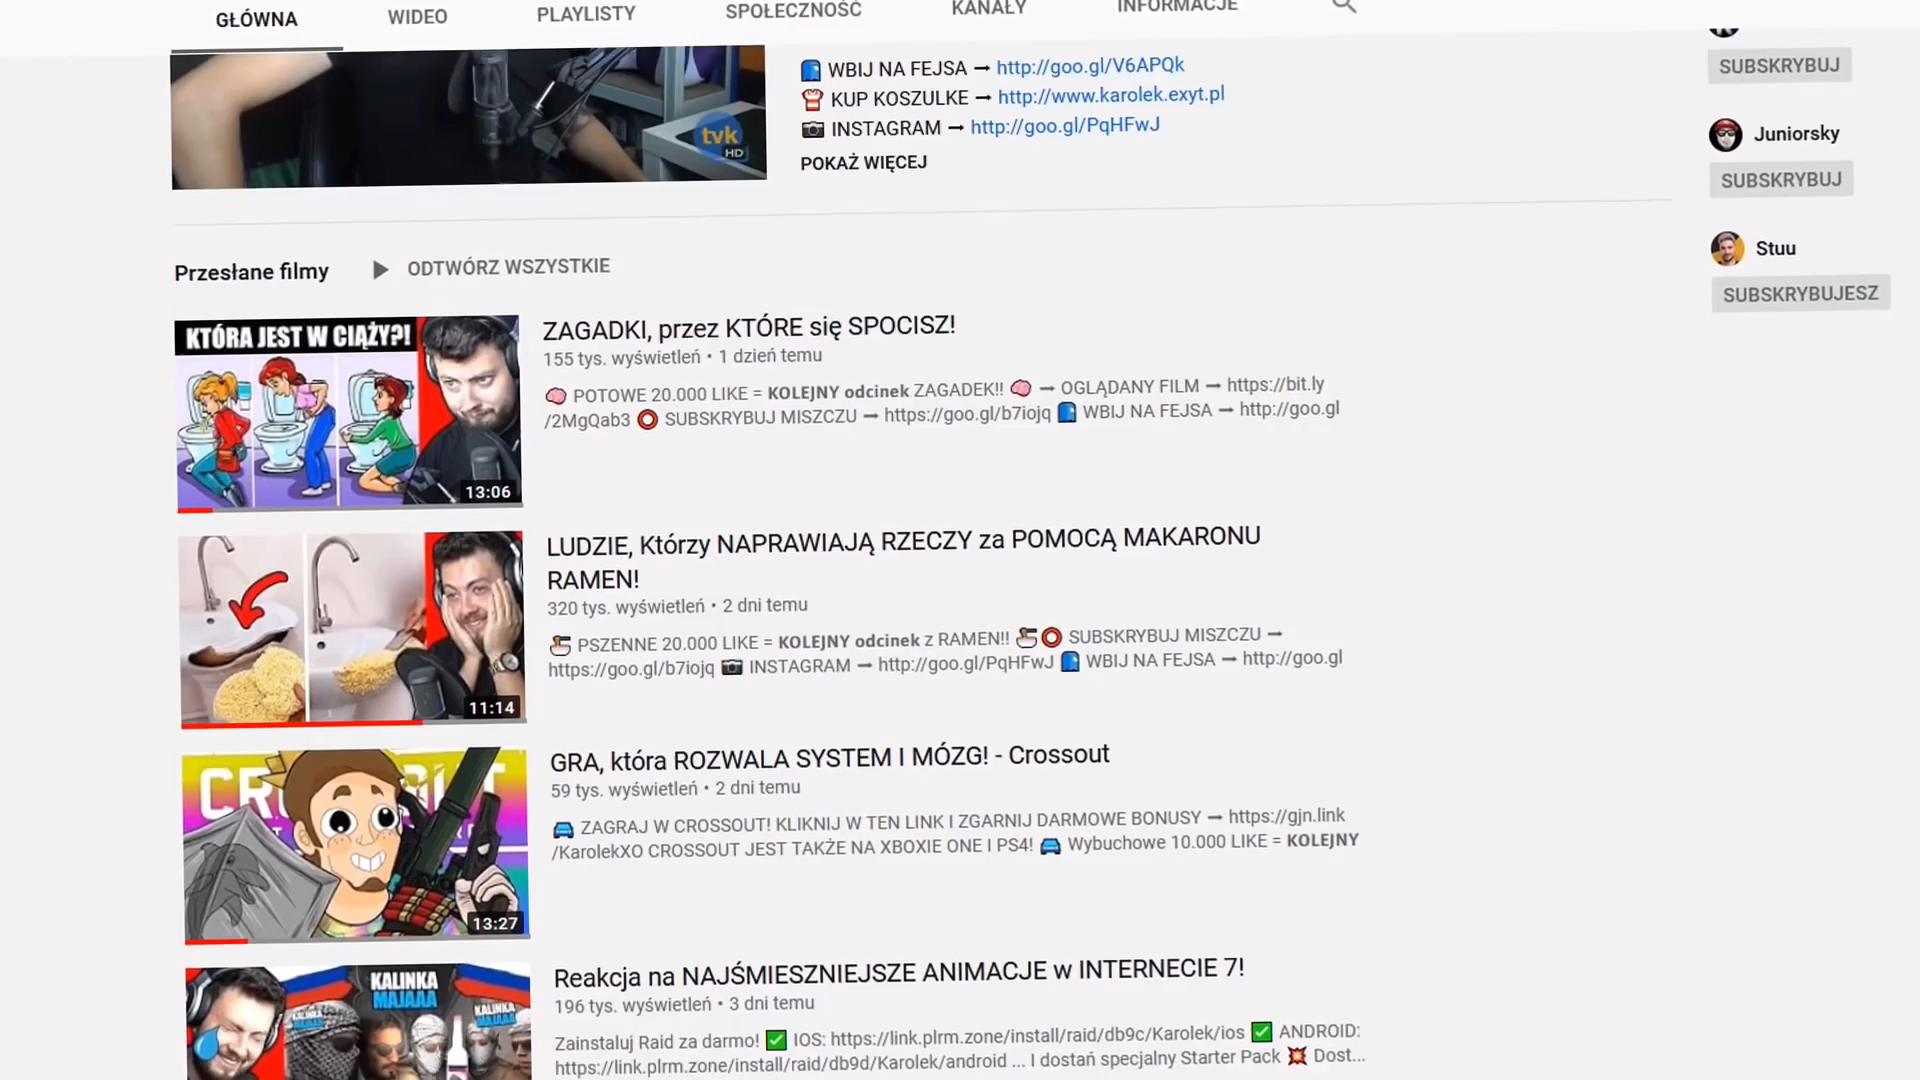 GŁÓWNA
WIDEO
PLAYLISTY
SPOŁECZNOŚĆ
KANAŁY
INFORMACJE
tvk
HD
WBIJ NA FEJSA → http://goo.gl/V6APQk
KUP KOSZULKE → http://www.karolek.exyt.pl
INSTAGRAM → http://goo.gl/PqHFwJ
POKAŻ WIĘCEJ
SUBSKRYBUJ
Juniorsky
SUBSKRYBUJ
Stuu
SUBSKRYBUJESZ
Przesłane filmy
ODTWÓRZ WSZYSTKIE
KTÓRA JEST W CIĄŻY?!
13:06
ZAGADKI, przez KTÓRE się SPOCISZ!
155 tys. wyświetleń • 1 dzień temu
POTOWE 20.000 LIKE = KOLEJNY odcinek ZAGADEK!! → OGLĄDANY FILM → https://bit.ly
/2MgQab3 SUBSKRYBUJ MISZCZU → https://goo.gl/b7iojq WBIJ NA FEJSA → http://goo.gl
11:14
LUDZIE, Którzy NAPRAWIAJĄ RZECZY za POMOCĄ MAKARONU
RAMEN!
320 tys. wyświetleń • 2 dni temu
PSZENNE 20.000 LIKE = KOLEJNY odcinek z RAMEN!! SUBSKRYBUJ MISZCZU →
https://goo.gl/b7iojq INSTAGRAM → http://goo.gl/PqHFwJ WBIJ NA FEJSA → http://goo.gl
13:27
GRA, która ROZWALA SYSTEM I MÓZG! - Crossout
59 tys. wyświetleń • 2 dni temu
ZAGRAJ W CROSSOUT! KLIKNIJ W TEN LINK I ZGARNIJ DARMOWE BONUSY → https://gjn.link
/KarolekXO CROSSOUT JEST TAKŻE NA XBOXIE ONE I PS4! Wybuchowe 10.000 LIKE = KOLEJNY
KALINKA
MAJAAA
KALINKA
MAJAAA
Reakcja na NAJŚMIESZNIEJSZE ANIMACJE w INTERNECIE 7!
196 tys. wyświetleń • 3 dni temu
Zainstaluj Raid za darmo! IOS: https://link.plrm.zone/install/raid/db9c/Karolek/ios ANDROID:
https://link.plrm.zone/install/raid/db9d/Karolek/android ... I dostań specjalny Starter Pack Dost...